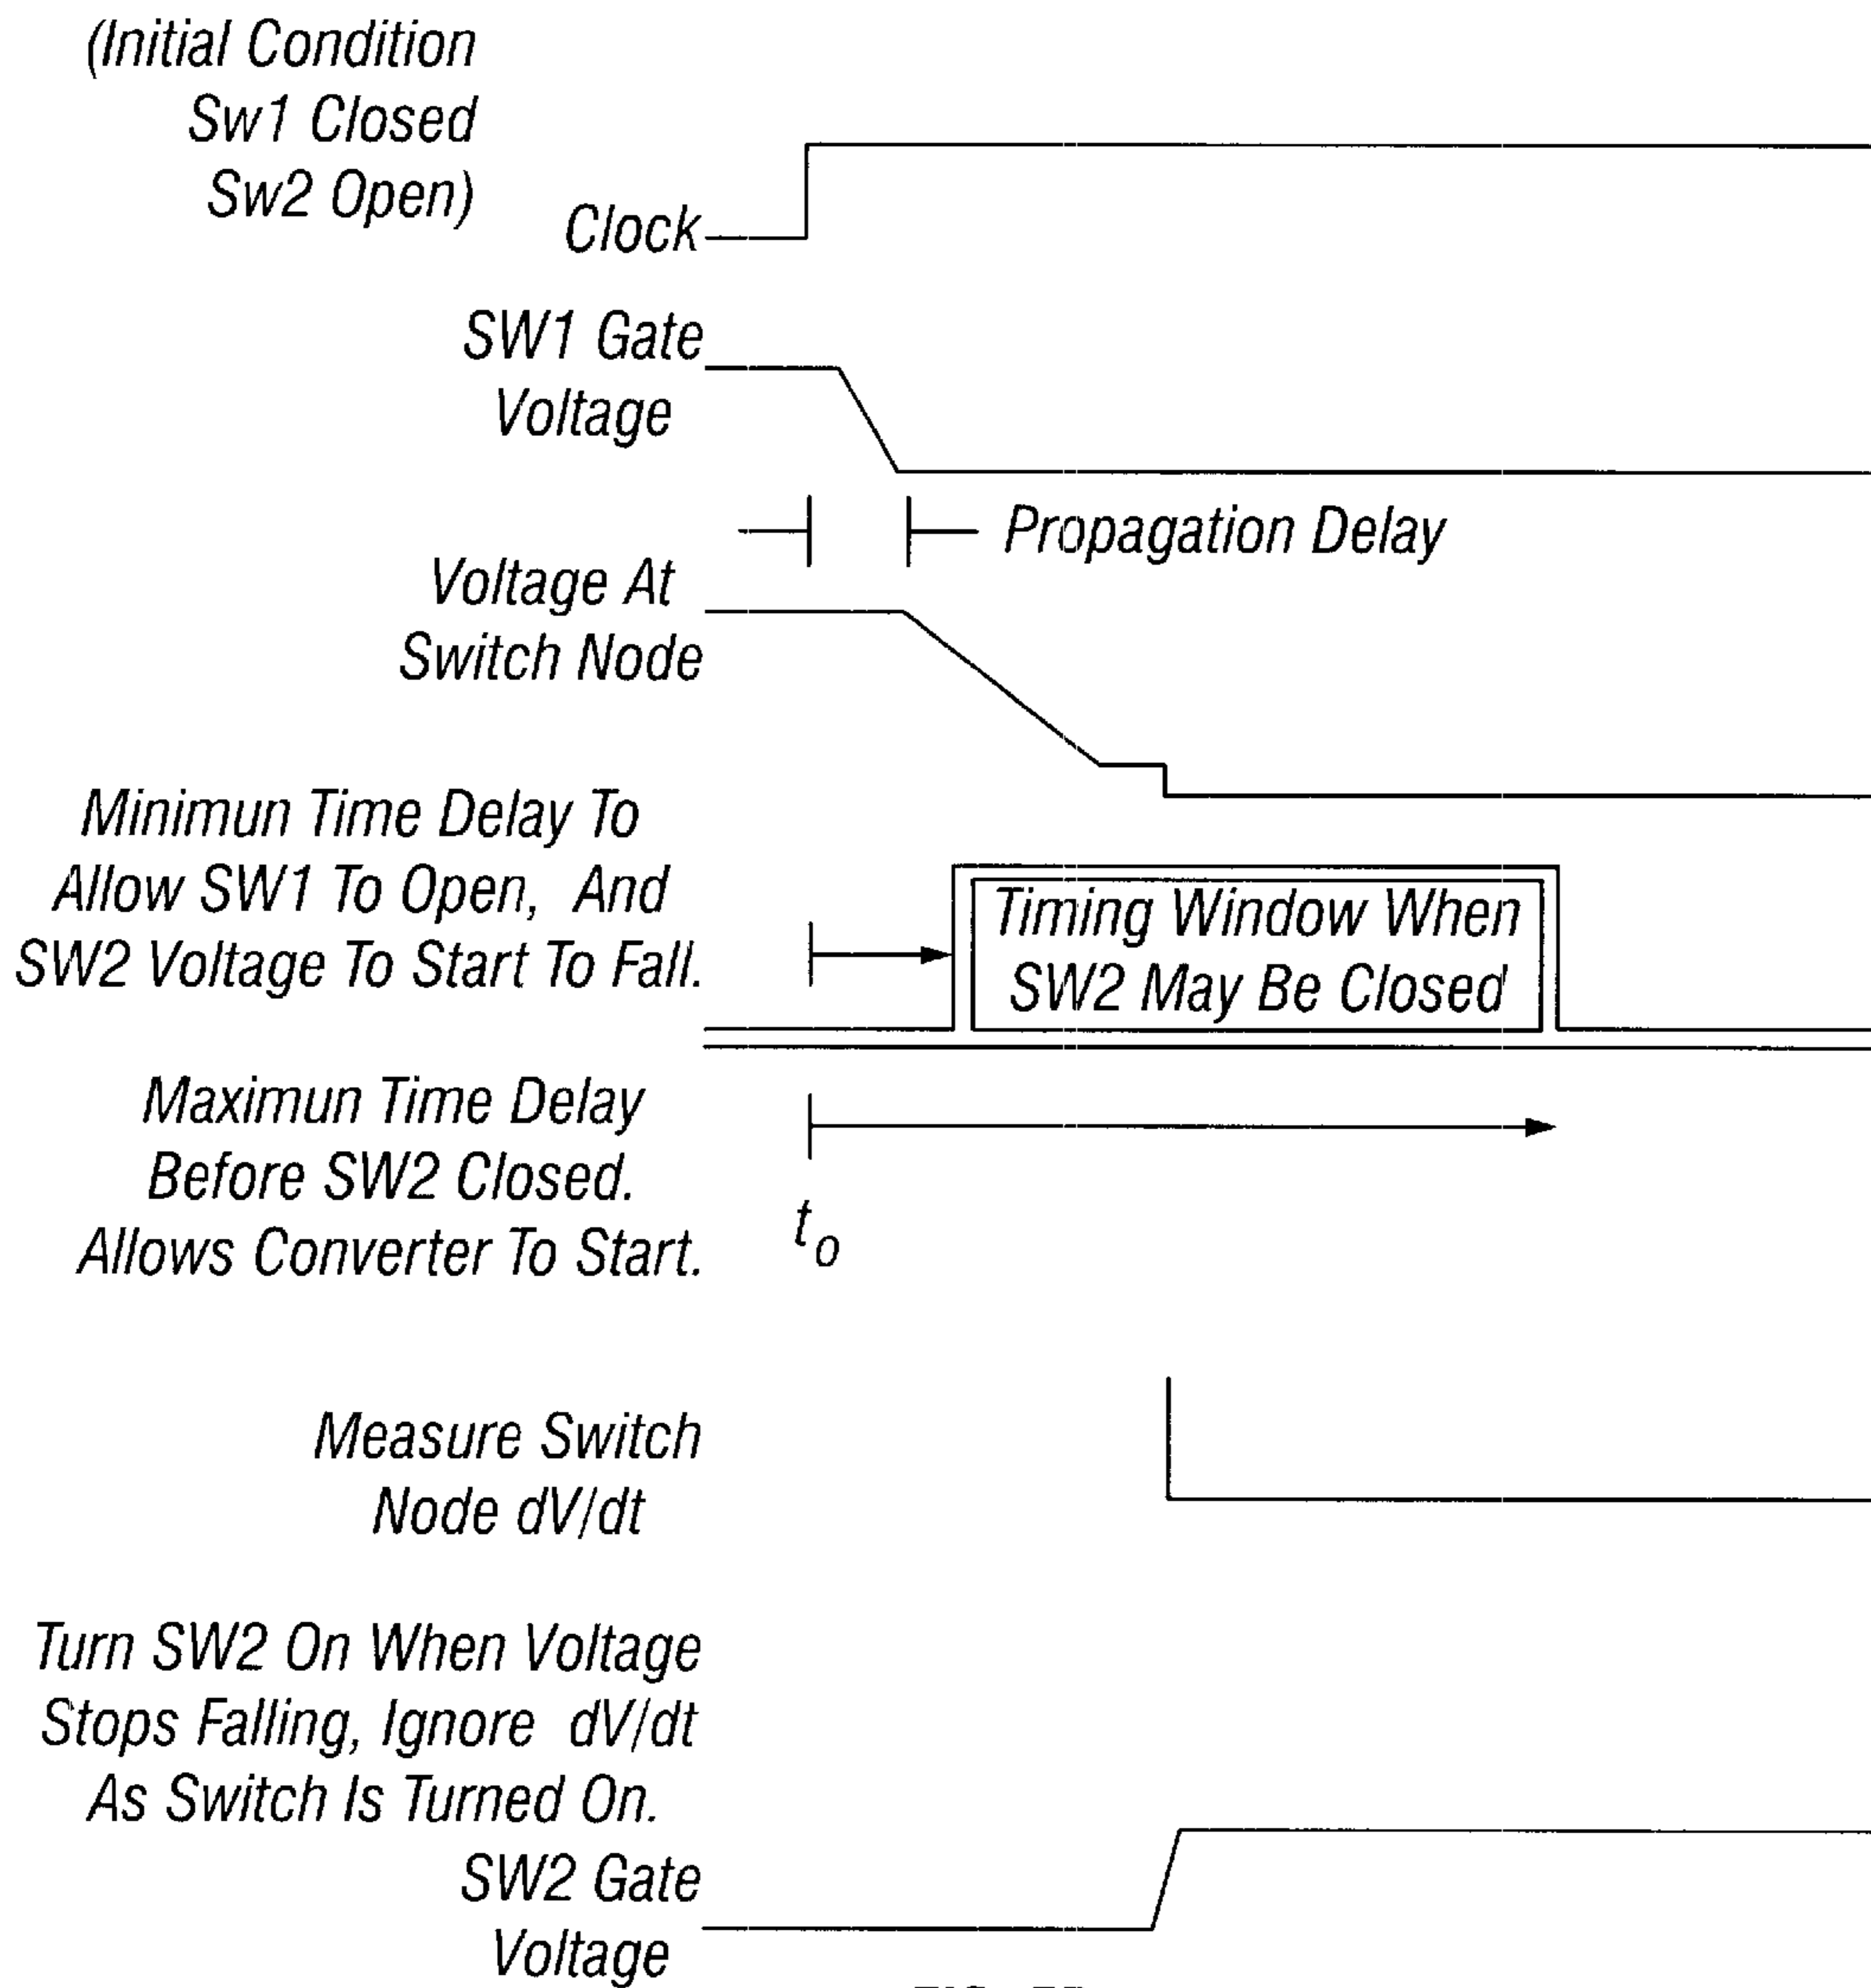 (Initial Condition
Sw1 Closed
Sw2 Open)
Clock
SW1 Gate
Voltage
Propagation Delay
Voltage At
Switch Node
Minimun Time Delay To
Allow SW1 To Open, And
SW2 Voltage To Start To Fall.
Timing Window When
SW2 May Be Closed
Maximun Time Delay
Before SW2 Closed.
Allows Converter To Start.
to
Measure Switch
Node dV/dt
Turn SW2 On When Voltage
Stops Falling, Ignore dV/dt
As Switch Is Turned On.
SW2 Gate
Voltage